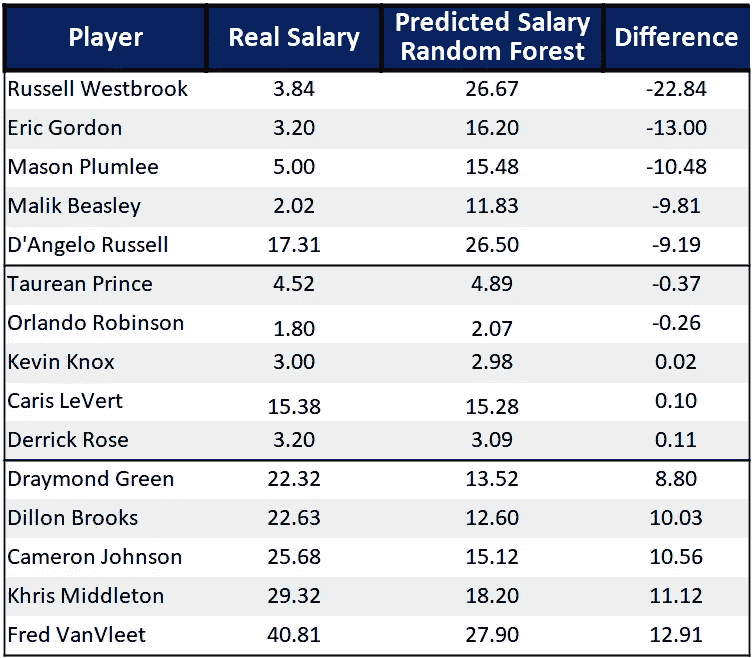 Player Real Salary Predicted Salary Random Forest Difference
Russell Westbrook 3.84 26.67 -22.84
Eric Gordon 3.20 16.20 -13.00
Mason Plumlee 5.00 15.48 -10.48
Malik Beasley 2.02 11.83 -9.81
D'Angelo Russell 17.31 26.50 -9.19
Taurean Prince 4.52 4.89 -0.37
Orlando Robinson 1.80 2.07 -0.26
Kevin Knox 3.00 2.98 0.02
Caris LeVert 15.38 15.28 0.10
Derrick Rose 3.20 3.09 0.11
Draymond Green 22.32 13.52 8.80
Dillon Brooks 22.63 12.60 10.03
Cameron Johnson 25.68 15.12 10.56
Khris Middleton 29.32 18.20 11.12
Fred VanVleet 40.81 27.90 12.91